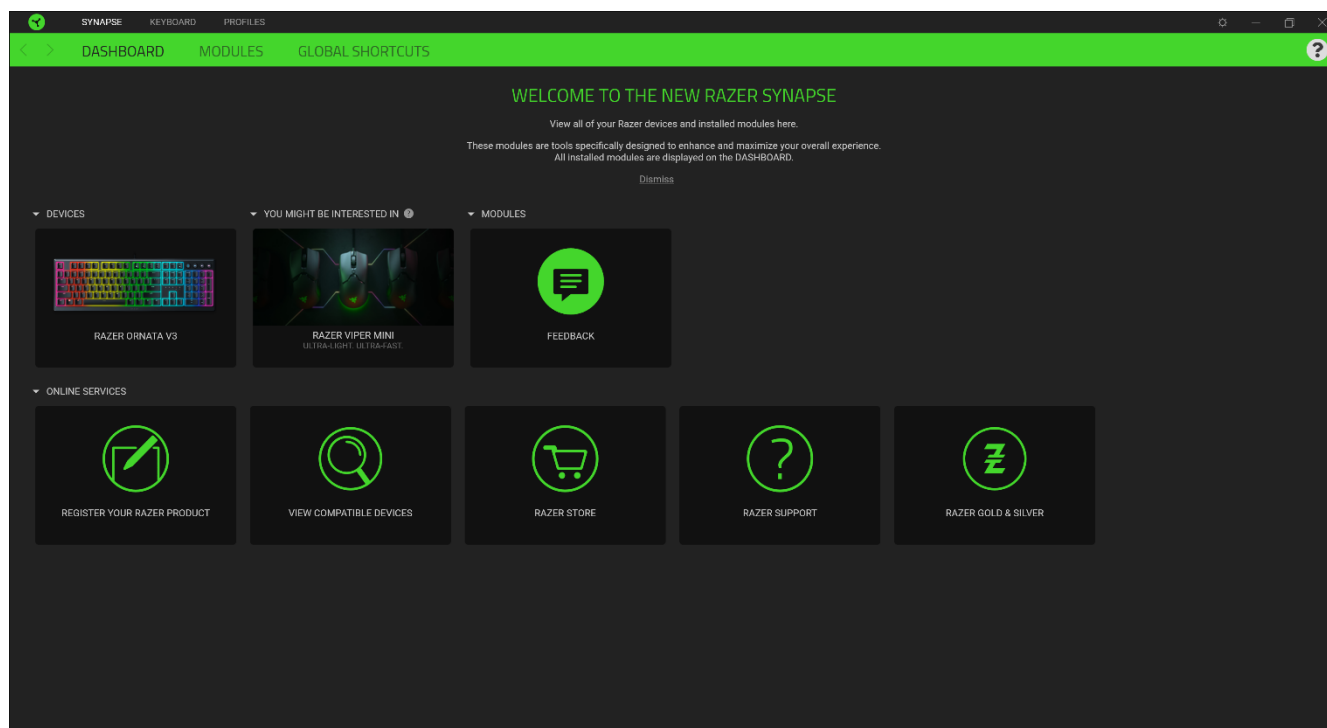 SYNAPSE KEYBOARD PROFILES
DASHBOARD MODULES GLOBAL SHORTCUTS ?
WELCOME TO THE NEW RAZER SYNAPSE
View all of your Razer devices and installed modules here.
These modules are tools specifically designed to enhance and maximize your overall experience.
All installed modules are displayed on the DASHBOARD.
Dismiss
DEVICES YOU MIGHT BE INTERESTED IN ? MODULES
RAZER ORNATA V3 RAZER VIPER MINI FEEDBACK
ULTRA-LIGHT. ULTRA-FAST.
ONLINE SERVICES
REGISTER YOUR RAZER PRODUCT VIEW COMPATIBLE DEVICES RAZER STORE RAZER SUPPORT RAZER GOLD & SILVER